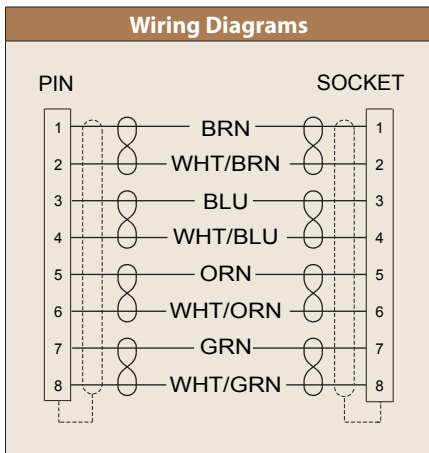 Wiring Diagrams
PIN SOCKET
1 BRN 1
2 WHT/BRN 2
3 BLU 3
4 WHT/BLU 4
5 ORN 5
6 WHT/ORN 6
7 GRN 7
8 WHT/GRN 8